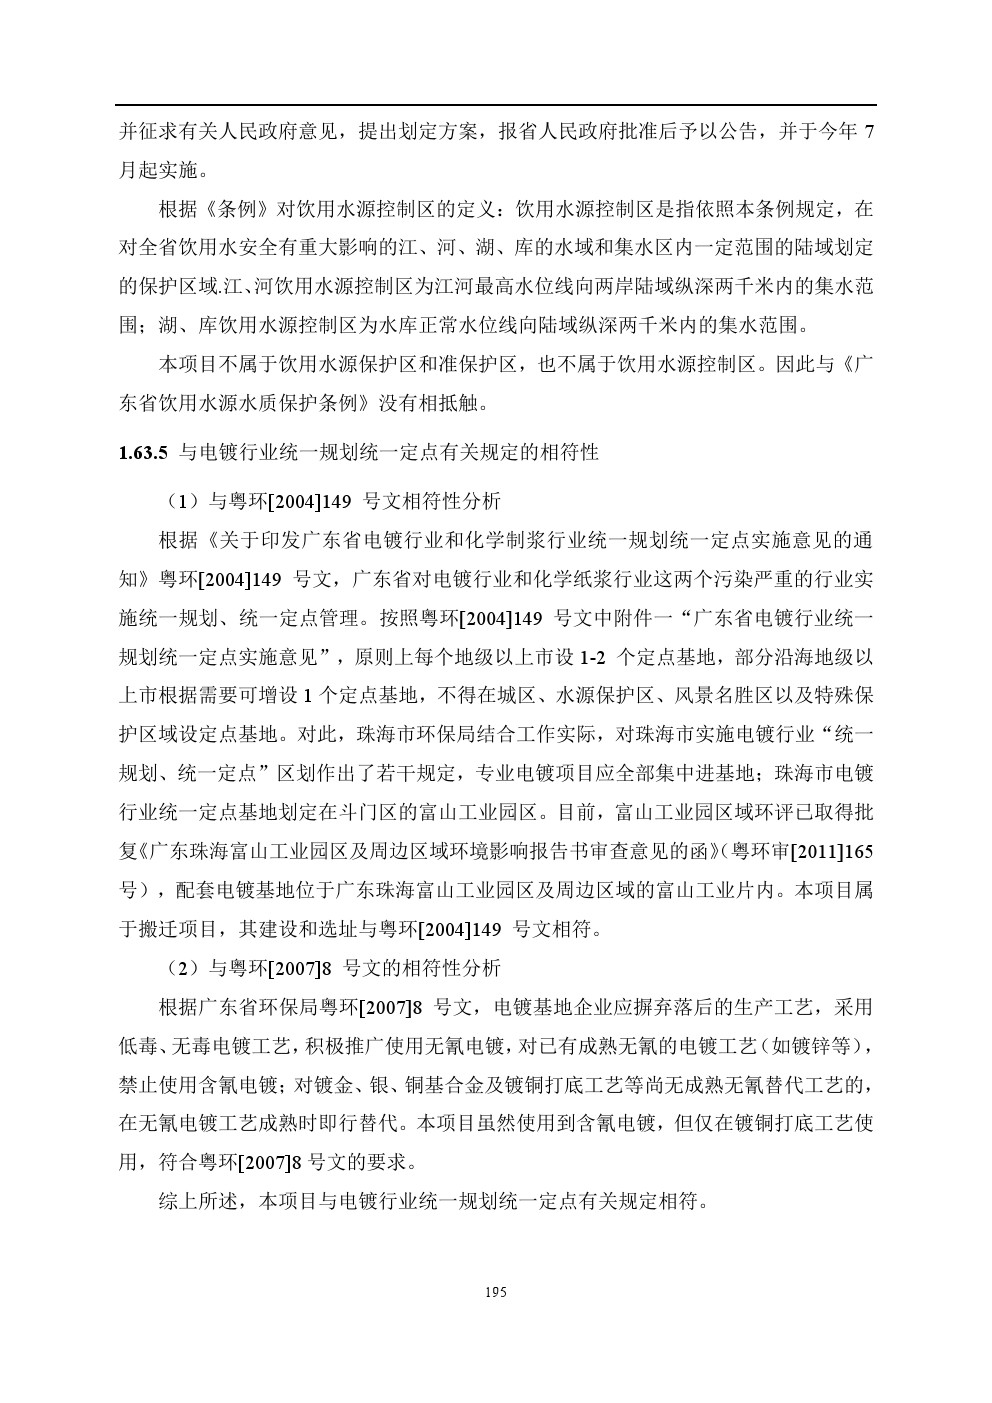 并征求有关人民政府意见，提出划定方案，报省人民政府批准后予以公告，并于今年 7
月起实施。
根据《条例》对饮用水源控制区的定义：饮用水源控制区是指依照本条例规定，在
对全省饮用水安全有重大影响的江、河、湖、库的水域和集水区内一定范围的陆域划定
的保护区域.江、河饮用水源控制区为江河最高水位线向两岸陆域纵深两千米内的集水范
围；湖、库饮用水源控制区为水库正常水位线向陆域纵深两千米内的集水范围。
本项目不属于饮用水源保护区和准保护区，也不属于饮用水源控制区。因此与《广
东省饮用水源水质保护条例》没有相抵触。
1.63.5 与电镀行业统一规划统一定点有关规定的相符性
（1）与粤环[2004]149 号文相符性分析
根据《关于印发广东省电镀行业和化学制浆行业统一规划统一定点实施意见的通
知》粤环[2004]149 号文，广东省对电镀行业和化学纸浆行业这两个污染严重的行业实
施统一规划、统一定点管理。按照粤环[2004]149 号文中附件一“广东省电镀行业统一
规划统一定点实施意见”，原则上每个地级以上市设 1-2 个定点基地，部分沿海地级以
上市根据需要可增设 1 个定点基地，不得在城区、水源保护区、风景名胜区以及特殊保
护区域设定点基地。对此，珠海市环保局结合工作实际，对珠海市实施电镀行业“统一
规划、统一定点”区划作出了若干规定，专业电镀项目应全部集中进基地；珠海市电镀
行业统一定点基地划定在斗门区的富山工业园区。目前，富山工业园区域环评已取得批
复《广东珠海富山工业园区及周边区域环境影响报告书审查意见的函》（粤环审[2011]165
号），配套电镀基地位于广东珠海富山工业园区及周边区域的富山工业片内。本项目属
于搬迁项目，其建设和选址与粤环[2004]149 号文相符。
（2）与粤环[2007]8 号文的相符性分析
根据广东省环保局粤环[2007]8 号文，电镀基地企业应摒弃落后的生产工艺，采用
低毒、无毒电镀工艺，积极推广使用无氰电镀，对已有成熟无氰的电镀工艺（如镀锌等），
禁止使用含氰电镀；对镀金、银、铜基合金及镀铜打底工艺等尚无成熟无氰替代工艺的，
在无氰电镀工艺成熟时即行替代。本项目虽然使用到含氰电镀，但仅在镀铜打底工艺使
用，符合粤环[2007]8 号文的要求。
综上所述，本项目与电镀行业统一规划统一定点有关规定相符。
195